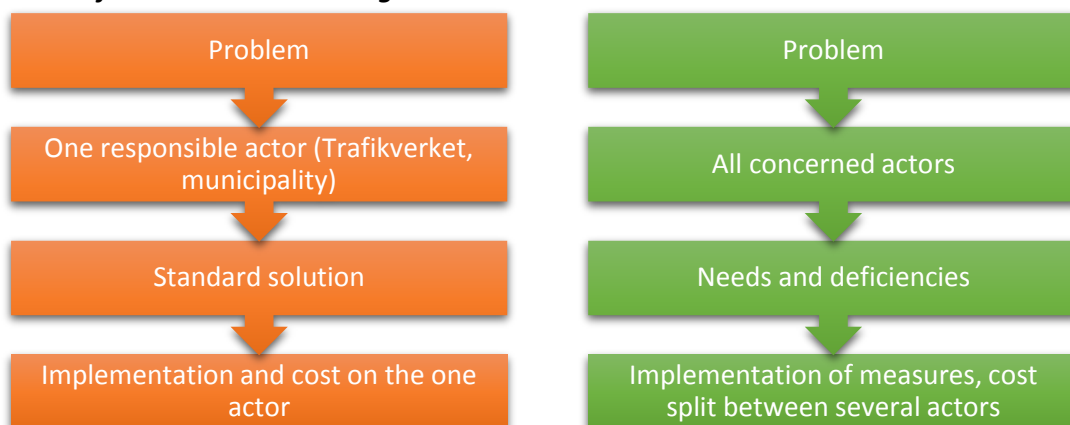 Problem
One responsible actor (Trafikverket,
municipality)
Standard solution
Implementation and cost on the one
actor
Problem
All concerned actors
Needs and deficiencies
Implementation of measures, cost
split between several actors